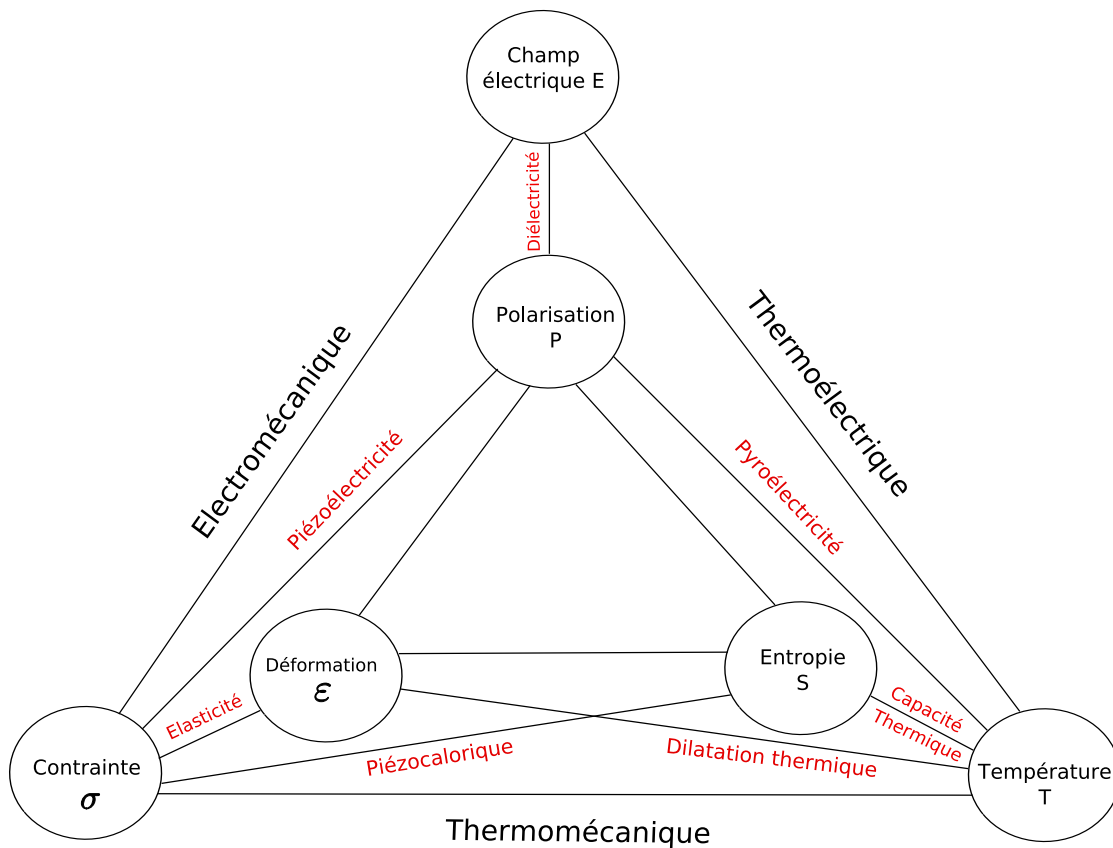 Champ
électrique E
Diélectricité
Polarisation
P
Electromécanique
Thermoélectrique
Piézoélectricité
Pyroélectricité
Déformation
ε
Entropie
S
Elasticité
Capacité
Thermique
Contrainte
σ
Piézocalorique
Dilatation thermique
Température
T
Thermomécanique